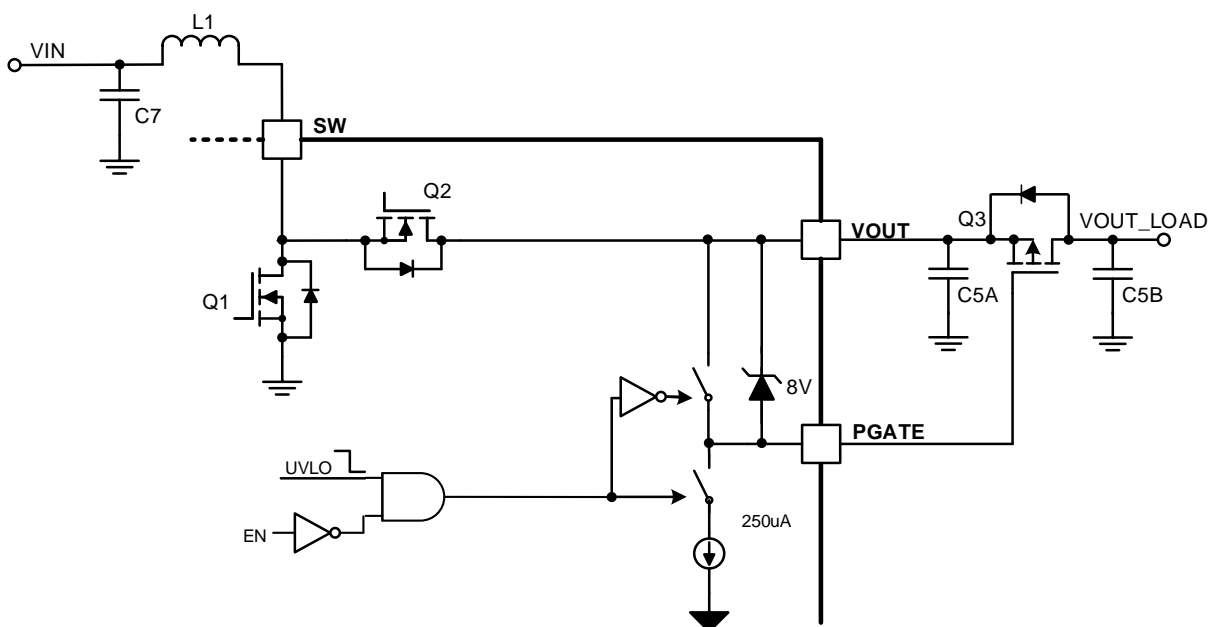 L1
VIN
C7
SW
Q2
Q1
VOUT
Q3
VOUT_LOAD
C5A
C5B
8V
PGATE
UVLO
EN
250uA